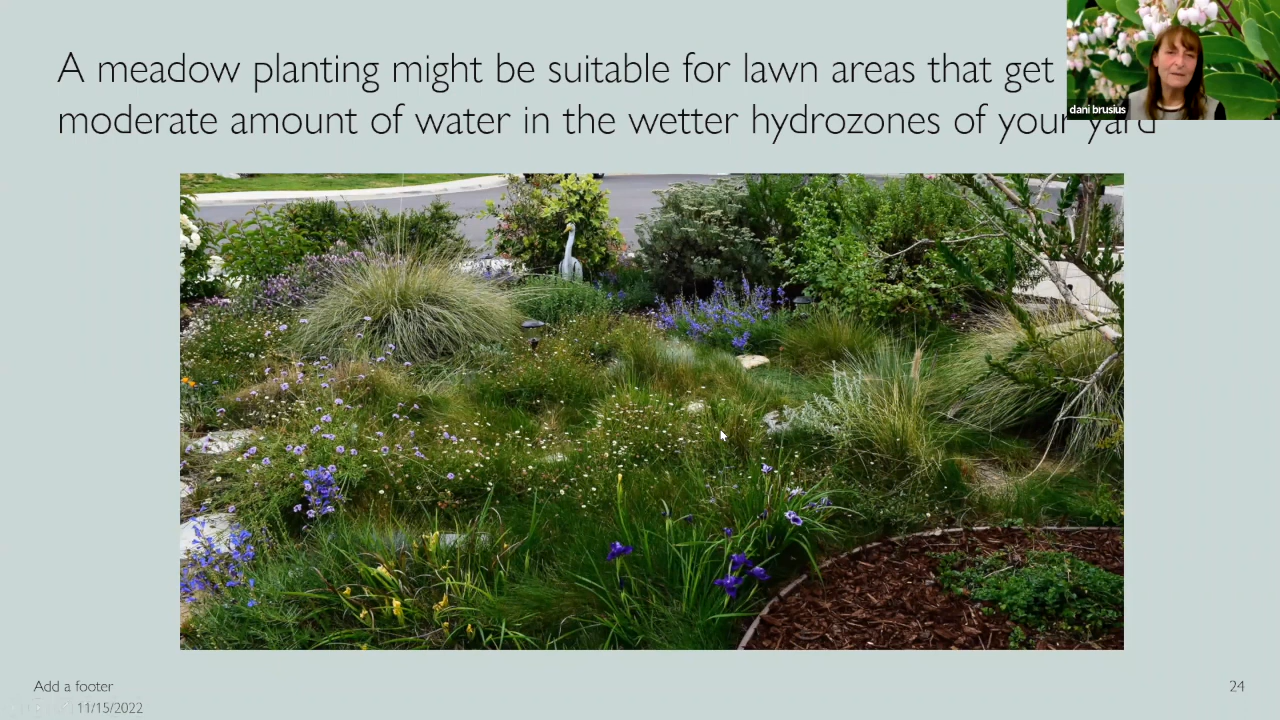 A meadow planting might be suitable for lawn areas that get
moderate amount of water in the wetter hydrozones of your yard
dani brusius
Add a footer
24
11/15/2022